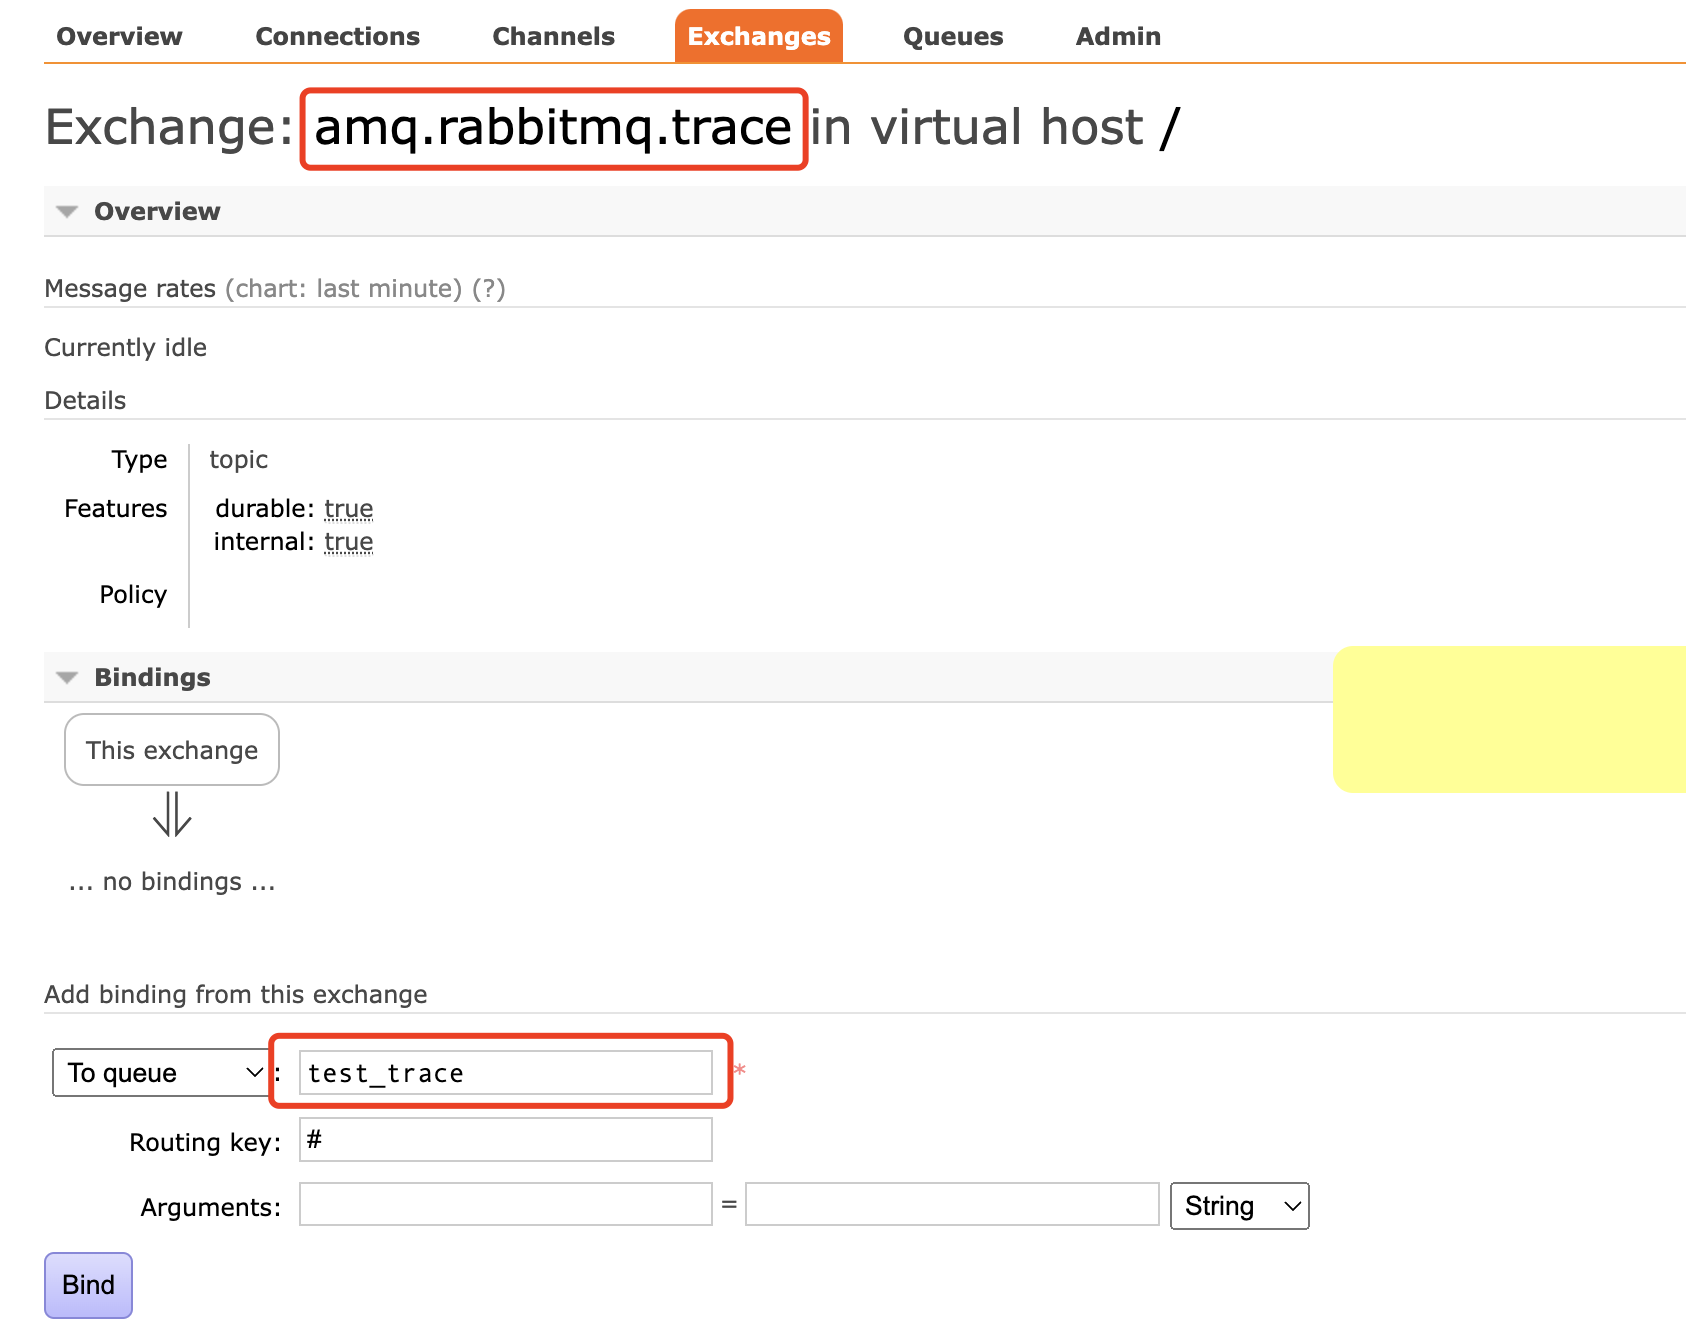 Overview Connections Channels Exchanges Queues Admin
Exchange: amq.rabbitmq.trace in virtual host /
Overview
Message rates (chart: last minute) (?)
Currently idle
Details
Type topic
Features durable: true
internal: true
Policy
Bindings
This exchange
⇓
... no bindings ...
Add binding from this exchange
To queue : test_trace *
Routing key: #
Arguments: = String
Bind